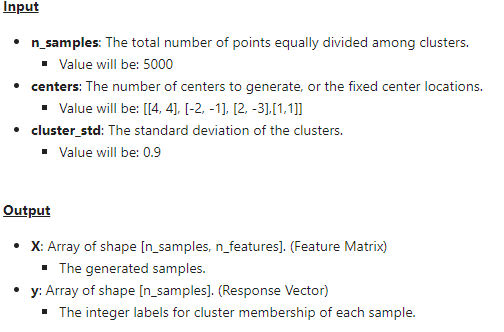 Input
• n_samples: The total number of points equally divided among clusters.
▪ Value will be: 5000
• centers: The number of centers to generate, or the fixed center locations.
▪ Value will be: [[4, 4], [-2, -1], [2, -3],[1,1]]
• cluster_std: The standard deviation of the clusters.
▪ Value will be: 0.9
Output
• X: Array of shape [n_samples, n_features]. (Feature Matrix)
▪ The generated samples.
• y: Array of shape [n_samples]. (Response Vector)
▪ The integer labels for cluster membership of each sample.